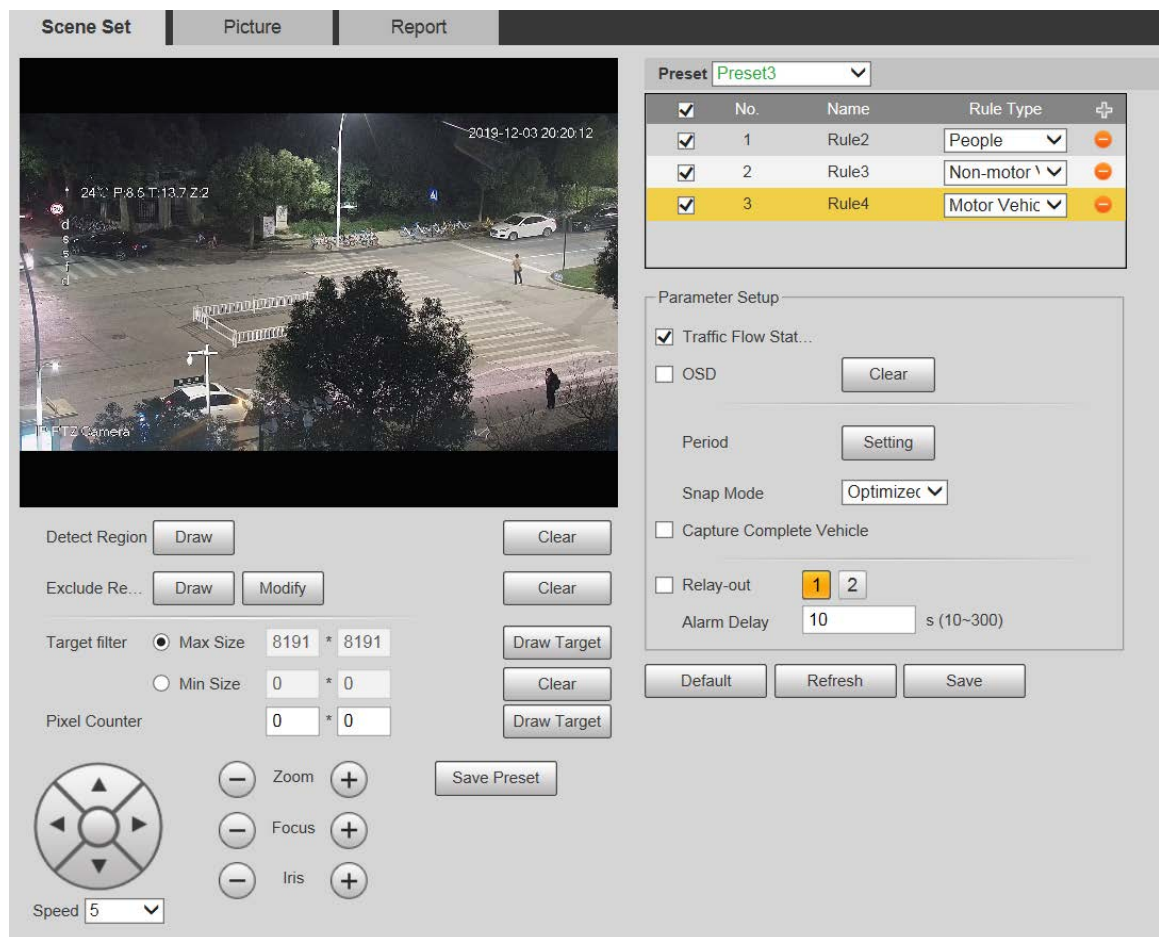 Scene Set
Picture
Report
2019-12-03 20:20:12
24℃ P:8.5 T:13.7 Z:2
d
s
s
f
d
PTZ Camera
Detect Region Draw Clear
Exclude Re... Draw Modify Clear
Target filter Max Size 8191 * 8191 Draw Target
Min Size 0 * 0 Clear
Pixel Counter 0 * 0 Draw Target
Zoom
Save Preset
Focus
Iris
Speed 5
Preset Preset3
No. Name Rule Type
1 Rule2 People
2 Rule3 Non-motor
3 Rule4 Motor Vehic
Parameter Setup
Traffic Flow Stat...
OSD Clear
Period Setting
Snap Mode Optimized
Capture Complete Vehicle
Relay-out 1 2
Alarm Delay 10 s (10~300)
Default Refresh Save